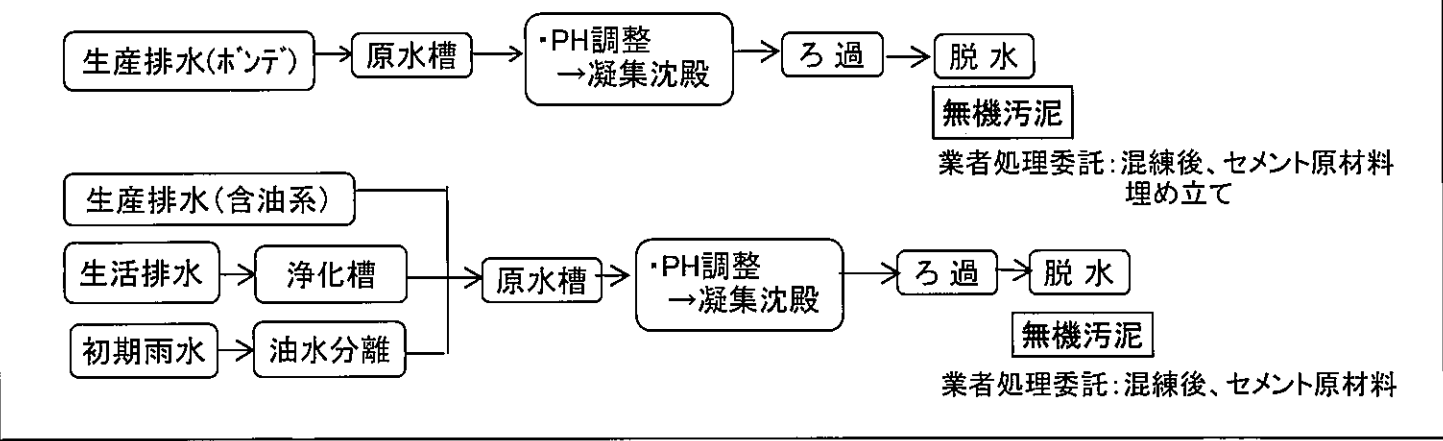 生産排水(ﾎﾞﾝﾃﾞ)
原水槽
・PH調整
→凝集沈殿
ろ 過
脱 水
無機汚泥
業者処理委託:混練後、セメント原材料
埋め立て
生産排水(含油系)
生活排水
浄化槽
初期雨水
油水分離
原水槽
・PH調整
→凝集沈殿
ろ 過
脱 水
無機汚泥
業者処理委託:混練後、セメント原材料